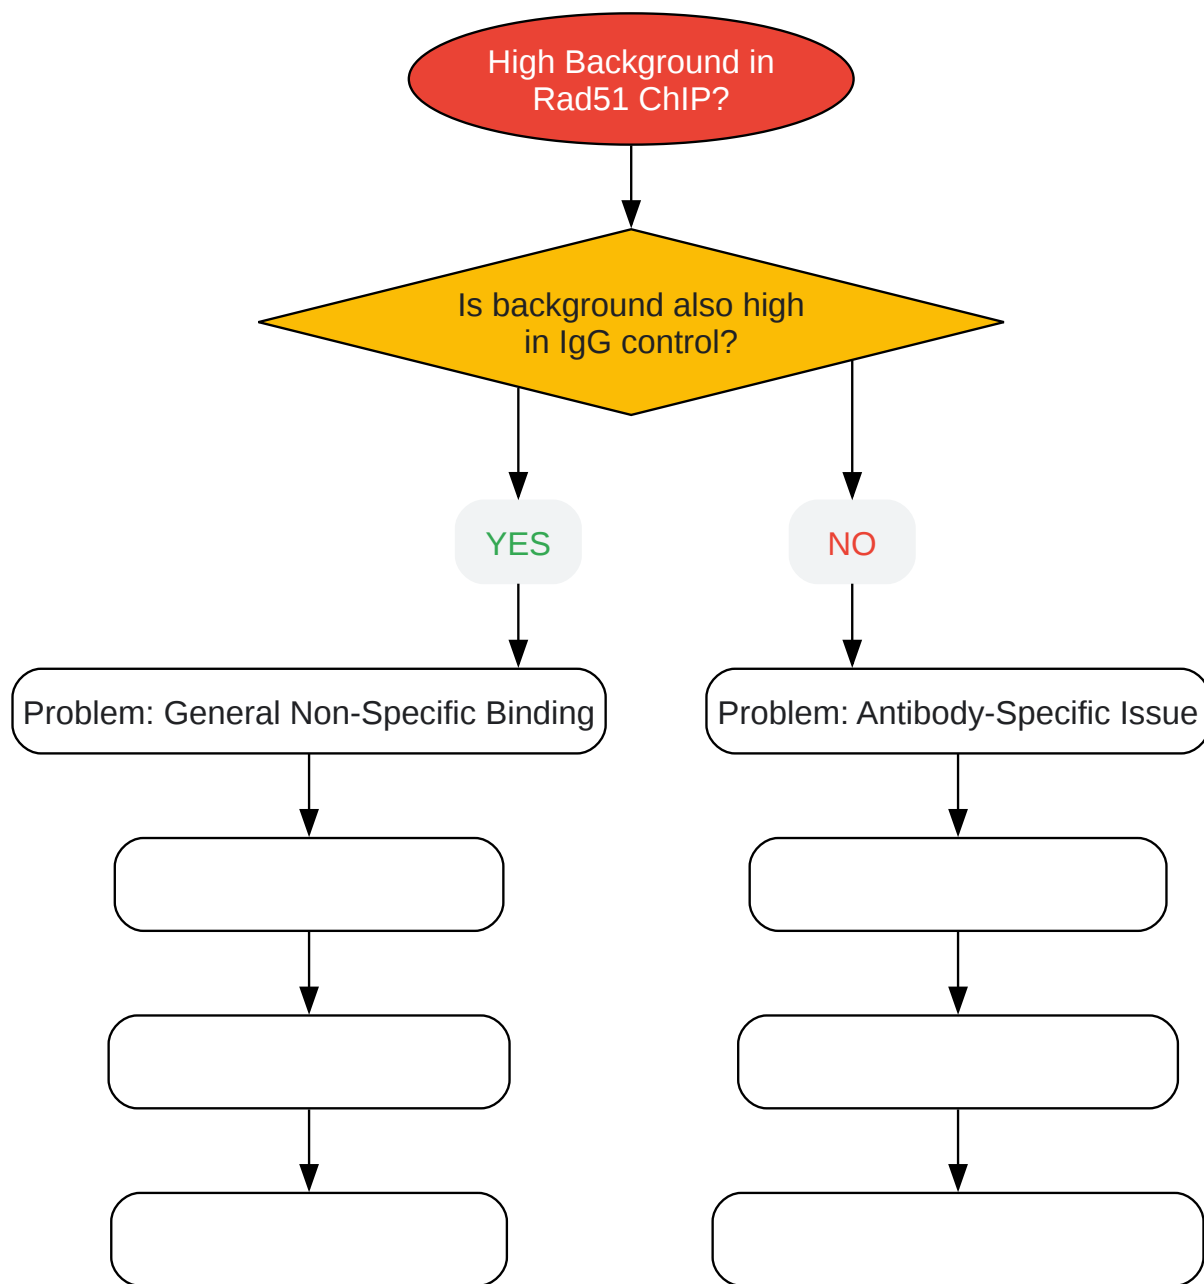 High Background in
Rad51 ChIP?
Is background also high
in IgG control?
YES
NO
Problem: General Non-Specific Binding
Problem: Antibody-Specific Issue